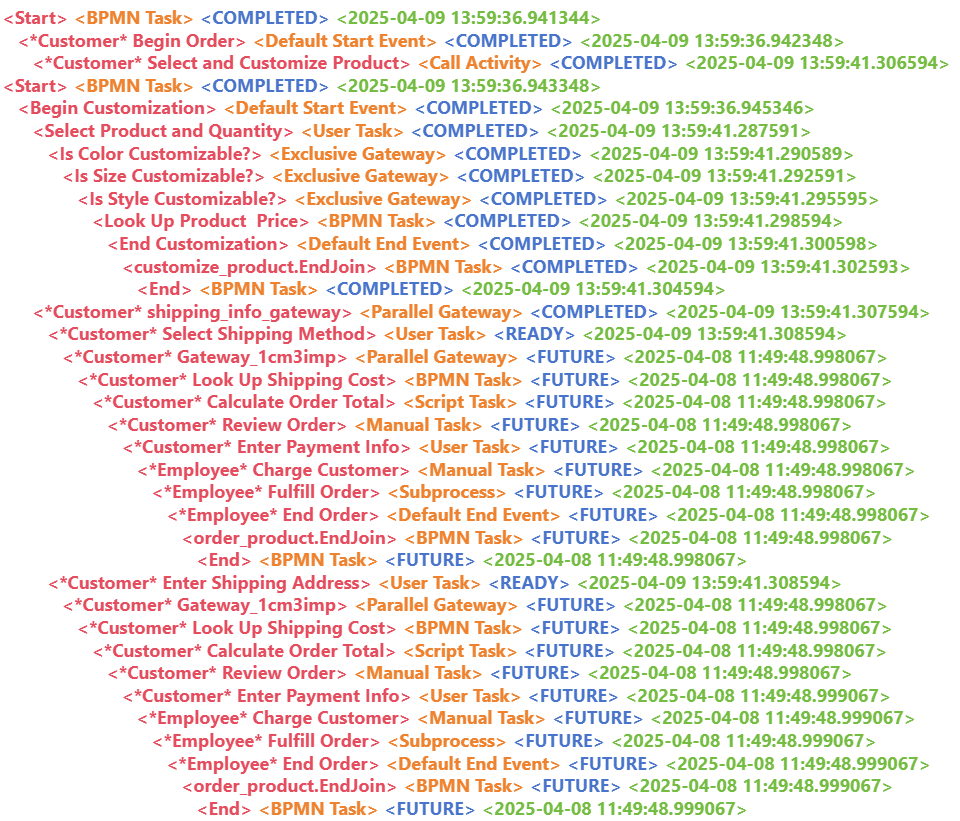 <Start> <BPMN Task> <COMPLETED> <2025-04-09 13:59:36.941344>
<*Customer* Begin Order> <Default Start Event> <COMPLETED> <2025-04-09 13:59:36.942348>
<*Customer* Select and Customize Product> <Call Activity> <COMPLETED> <2025-04-09 13:59:41.306594>
<Start> <BPMN Task> <COMPLETED> <2025-04-09 13:59:36.943348>
<Begin Customization> <Default Start Event> <COMPLETED> <2025-04-09 13:59:36.945346>
<Select Product and Quantity> <User Task> <COMPLETED> <2025-04-09 13:59:41.287591>
<Is Color Customizable?> <Exclusive Gateway> <COMPLETED> <2025-04-09 13:59:41.290589>
<Is Size Customizable?> <Exclusive Gateway> <COMPLETED> <2025-04-09 13:59:41.292591>
<Is Style Customizable?> <Exclusive Gateway> <COMPLETED> <2025-04-09 13:59:41.295595>
<Look Up Product  Price> <BPMN Task> <COMPLETED> <2025-04-09 13:59:41.298594>
<End Customization> <Default End Event> <COMPLETED> <2025-04-09 13:59:41.300598>
<customize_product.EndJoin> <BPMN Task> <COMPLETED> <2025-04-09 13:59:41.302593>
<End> <BPMN Task> <COMPLETED> <2025-04-09 13:59:41.304594>
<*Customer* shipping_info_gateway> <Parallel Gateway> <COMPLETED> <2025-04-09 13:59:41.307594>
<*Customer* Select Shipping Method> <User Task> <READY> <2025-04-09 13:59:41.308594>
<*Customer* Gateway_1cm3imp> <Parallel Gateway> <FUTURE> <2025-04-08 11:49:48.998067>
<*Customer* Look Up Shipping Cost> <BPMN Task> <FUTURE> <2025-04-08 11:49:48.998067>
<*Customer* Calculate Order Total> <Script Task> <FUTURE> <2025-04-08 11:49:48.998067>
<*Customer* Review Order> <Manual Task> <FUTURE> <2025-04-08 11:49:48.998067>
<*Customer* Enter Payment Info> <User Task> <FUTURE> <2025-04-08 11:49:48.998067>
<*Employee* Charge Customer> <Manual Task> <FUTURE> <2025-04-08 11:49:48.998067>
<*Employee* Fulfill Order> <Subprocess> <FUTURE> <2025-04-08 11:49:48.998067>
<*Employee* End Order> <Default End Event> <FUTURE> <2025-04-08 11:49:48.998067>
<order_product.EndJoin> <BPMN Task> <FUTURE> <2025-04-08 11:49:48.998067>
<End> <BPMN Task> <FUTURE> <2025-04-08 11:49:48.998067>
<*Customer* Enter Shipping Address> <User Task> <READY> <2025-04-09 13:59:41.308594>
<*Customer* Gateway_1cm3imp> <Parallel Gateway> <FUTURE> <2025-04-08 11:49:48.998067>
<*Customer* Look Up Shipping Cost> <BPMN Task> <FUTURE> <2025-04-08 11:49:48.998067>
<*Customer* Calculate Order Total> <Script Task> <FUTURE> <2025-04-08 11:49:48.998067>
<*Customer* Review Order> <Manual Task> <FUTURE> <2025-04-08 11:49:48.998067>
<*Customer* Enter Payment Info> <User Task> <FUTURE> <2025-04-08 11:49:48.999067>
<*Employee* Charge Customer> <Manual Task> <FUTURE> <2025-04-08 11:49:48.999067>
<*Employee* Fulfill Order> <Subprocess> <FUTURE> <2025-04-08 11:49:48.999067>
<*Employee* End Order> <Default End Event> <FUTURE> <2025-04-08 11:49:48.999067>
<order_product.EndJoin> <BPMN Task> <FUTURE> <2025-04-08 11:49:48.999067>
<End> <BPMN Task> <FUTURE> <2025-04-08 11:49:48.999067>